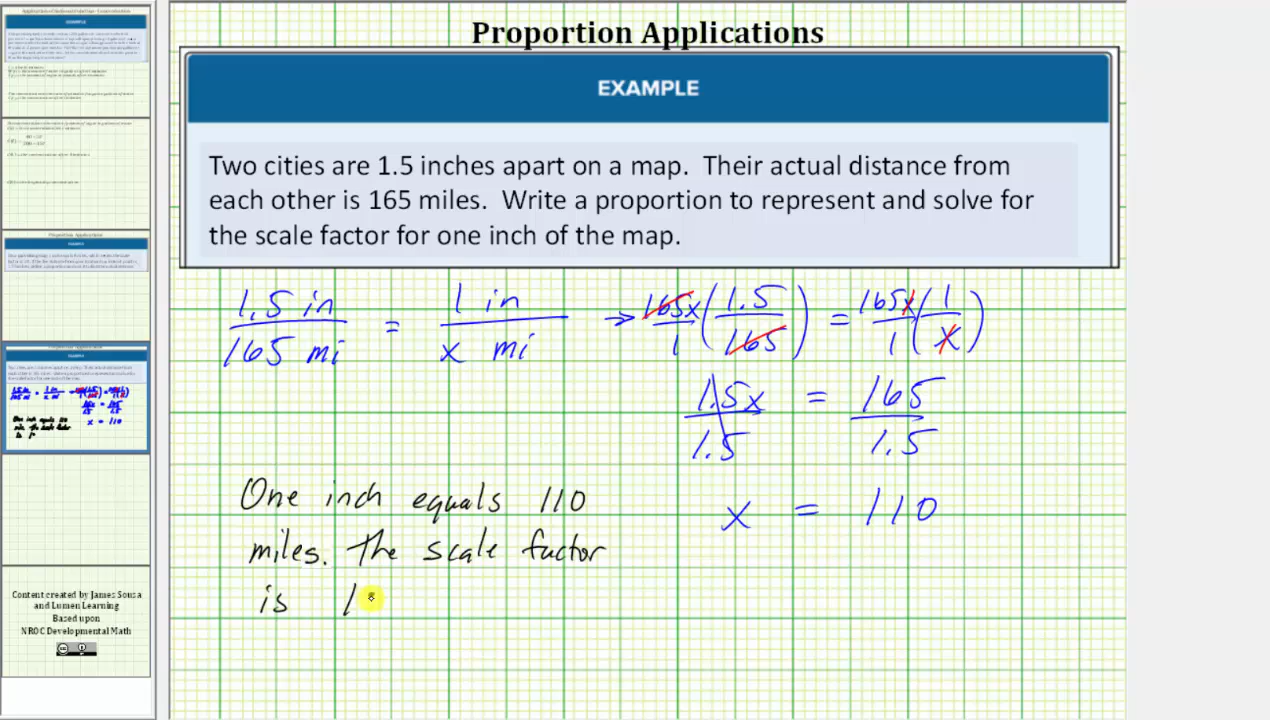 Proportion Applications
EXAMPLE
Two cities are 1.5 inches apart on a map. Their actual distance from
each other is 165 miles. Write a proportion to represent and solve for
the scale factor for one inch of the map.
1.5 in / 165 mi = 1 in / x mi → 165x/1 (1.5/165) = 165x/1 (1/x)
1.5x/1.5 = 165/1.5
x = 110
One inch equals 110
miles. The scale factor
is 1
Content created by James Sousa
and Lumen Learning
Based upon
NROC Developmental Math